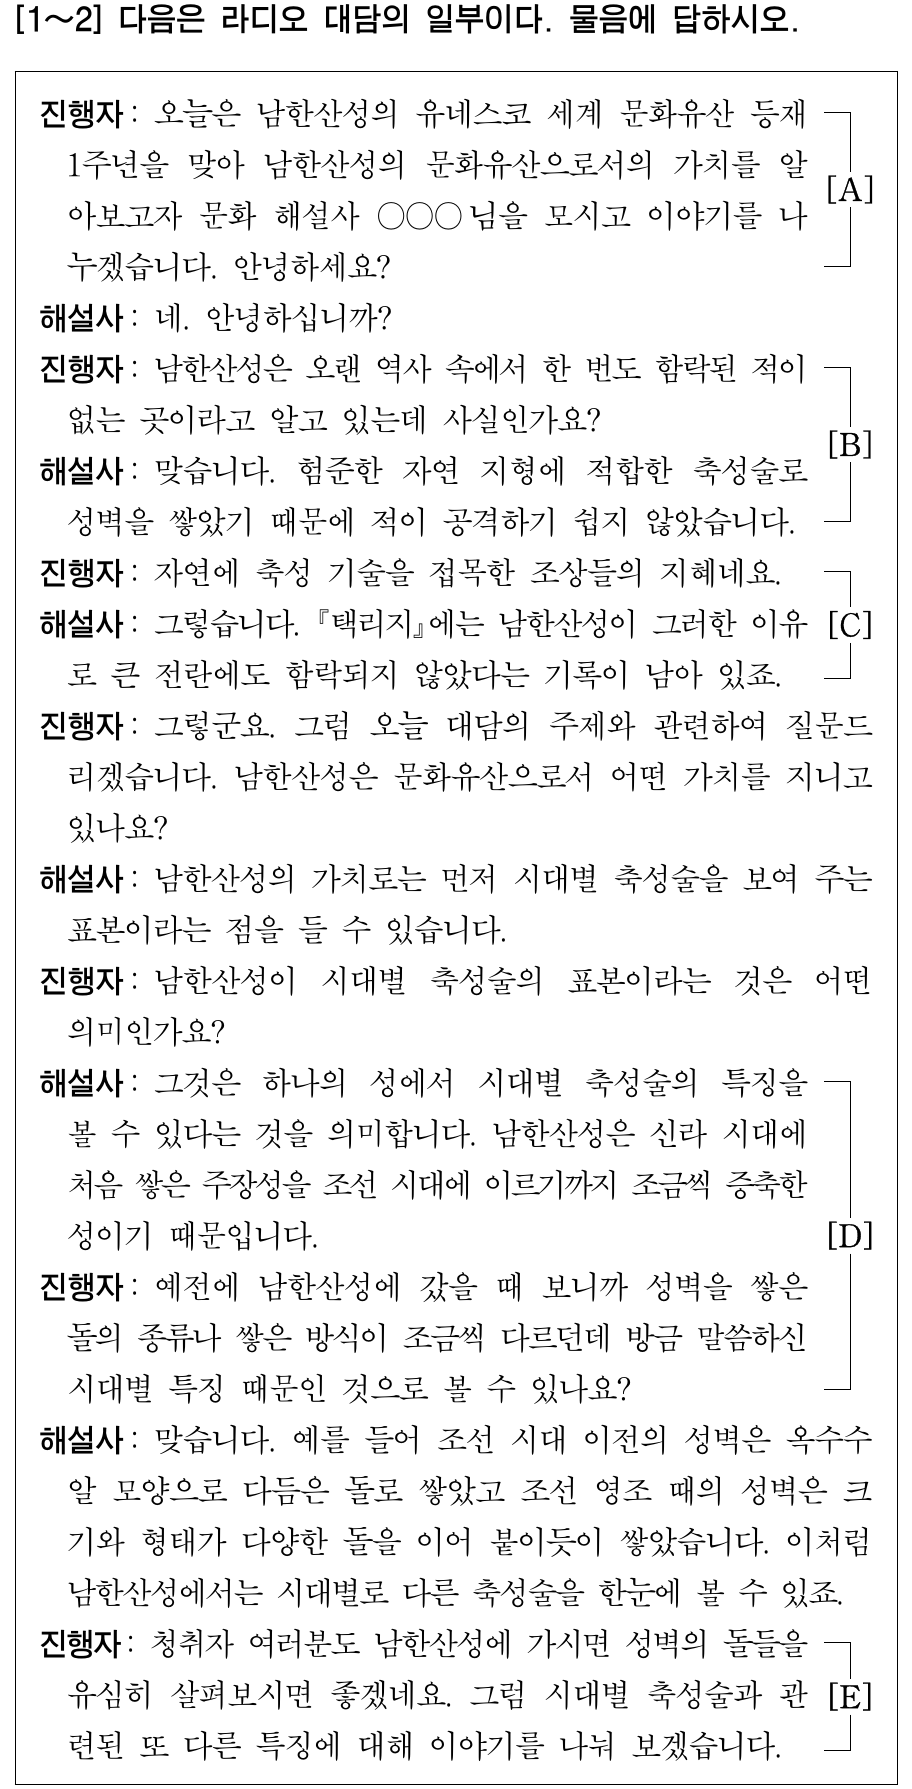 [1～2] 다음은 라디오 대담의 일부이다. 물음에 답하시오.
진행자 : 오늘은 남한산성의 유네스코 세계 문화유산 등재
1주년을 맞아 남한산성의 문화유산으로서의 가치를 알
[A]
아보고자 문화 해설사 ○○○ 님을 모시고 이야기를 나
누겠습니다. 안녕하세요?
해설사 : 네. 안녕하십니까?
진행자 : 남한산성은 오랜 역사 속에서 한 번도 함락된 적이
없는 곳이라고 알고 있는데 사실인가요?
[B]
해설사 : 맞습니다. 험준한 자연 지형에 적합한 축성술로
성벽을 쌓았기 때문에 적이 공격하기 쉽지 않았습니다.
진행자 : 자연에 축성 기술을 접목한 조상들의 지혜네요.
해설사 : 그렇습니다. 『택리지』에는 남한산성이 그러한 이유
[C]
로 큰 전란에도 함락되지 않았다는 기록이 남아 있죠.
진행자 : 그렇군요. 그럼 오늘 대담의 주제와 관련하여 질문드
리겠습니다. 남한산성은 문화유산으로서 어떤 가치를 지니고
있나요?
해설사 : 남한산성의 가치로는 먼저 시대별 축성술을 보여 주는
표본이라는 점을 들 수 있습니다.
진행자 : 남한산성이 시대별 축성술의 표본이라는 것은 어떤
의미인가요?
해설사 : 그것은 하나의 성에서 시대별 축성술의 특징을
볼 수 있다는 것을 의미합니다. 남한산성은 신라 시대에
처음 쌓은 주장성을 조선 시대에 이르기까지 조금씩 증축한
성이기 때문입니다.
[D]
진행자 : 예전에 남한산성에 갔을 때 보니까 성벽을 쌓은
돌의 종류나 쌓은 방식이 조금씩 다르던데 방금 말씀하신
시대별 특징 때문인 것으로 볼 수 있나요?
해설사 : 맞습니다. 예를 들어 조선 시대 이전의 성벽은 옥수수
알 모양으로 다듬은 돌로 쌓았고 조선 영조 때의 성벽은 크
기와 형태가 다양한 돌을 이어 붙이듯이 쌓았습니다. 이처럼
남한산성에서는 시대별로 다른 축성술을 한눈에 볼 수 있죠.
진행자 : 청취자 여러분도 남한산성에 가시면 성벽의 돌들을
유심히 살펴보시면 좋겠네요. 그럼 시대별 축성술과 관
[E]
련된 또 다른 특징에 대해 이야기를 나눠 보겠습니다.